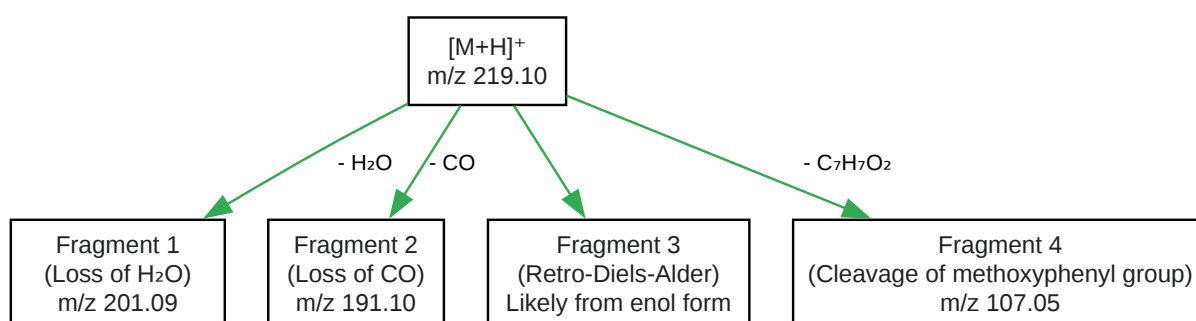 [M+H]⁺
m/z 219.10
- H₂O
- CO
- C₇H₇O₂
Fragment 1
(Loss of H₂O)
m/z 201.09
Fragment 2
(Loss of CO)
m/z 191.10
Fragment 3
(Retro-Diels-Alder)
Likely from enol form
Fragment 4
(Cleavage of methoxyphenyl group)
m/z 107.05